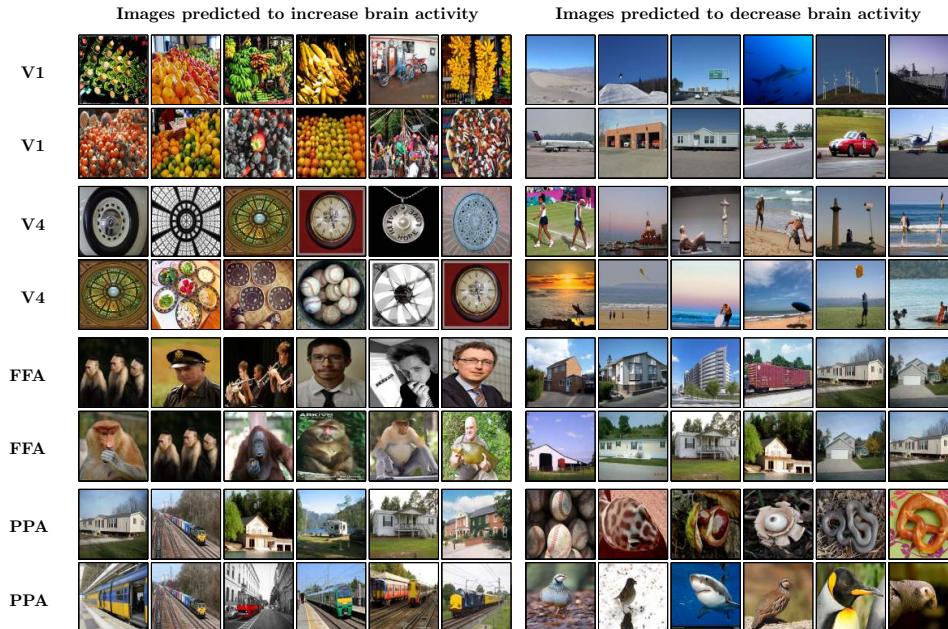 Images predicted to increase brain activity
Images predicted to decrease brain activity
V1
V1
V4
V4
FFA
FFA
PPA
PPA